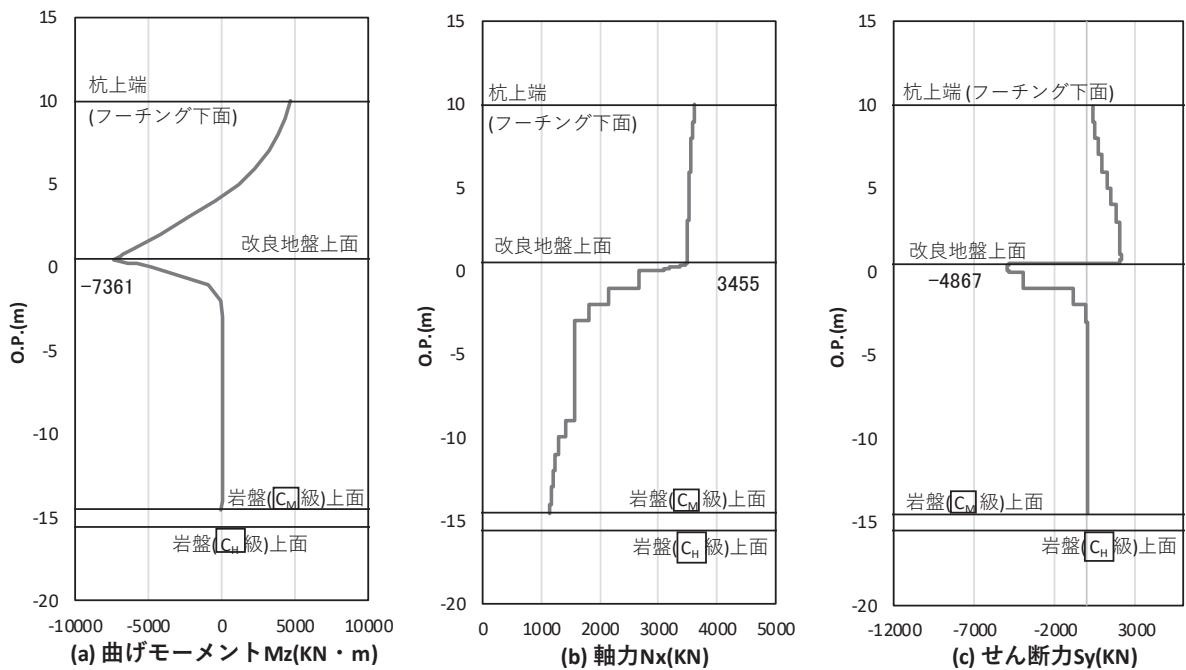 15
10
5
0
-5
-10
-15
-20
O.P.(m)
杭上端
(フーチング下面)
改良地盤上面
-7361
岩盤(CM級)上面
岩盤(CH級)上面
-10000 -5000 0 5000 10000
(a) 曲げモーメントMz(KN・m)
15
10
5
0
-5
-10
-15
-20
O.P.(m)
杭上端
(フーチング下面)
改良地盤上面
3455
岩盤(CM級)上面
岩盤(CH級)上面
0 1000 2000 3000 4000 5000
(b) 軸力Nx(KN)
15
10
5
0
-5
-10
-15
-20
O.P.(m)
杭上端 (フーチング下面)
改良地盤上面
-4867
岩盤(CM級)上面
岩盤(CH級)上面
-12000 -7000 -2000 3000
(c) せん断力Sy(KN)